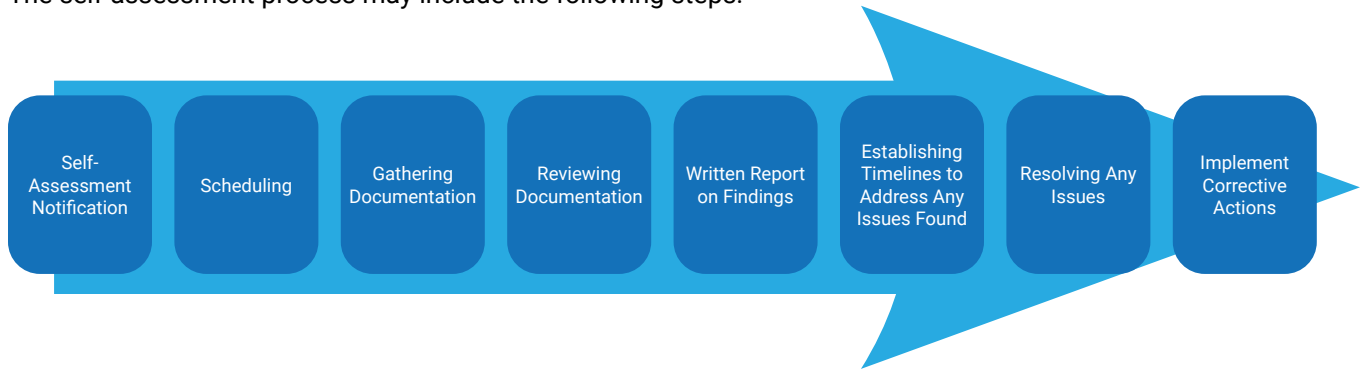 The self-assessment process may include the following steps:
Self-
Assessment
Notification
Scheduling
Gathering
Documentation
Reviewing
Documentation
Written Report
on Findings
Establishing
Timelines to
Address Any
Issues Found
Resolving Any
Issues
Implement
Corrective
Actions